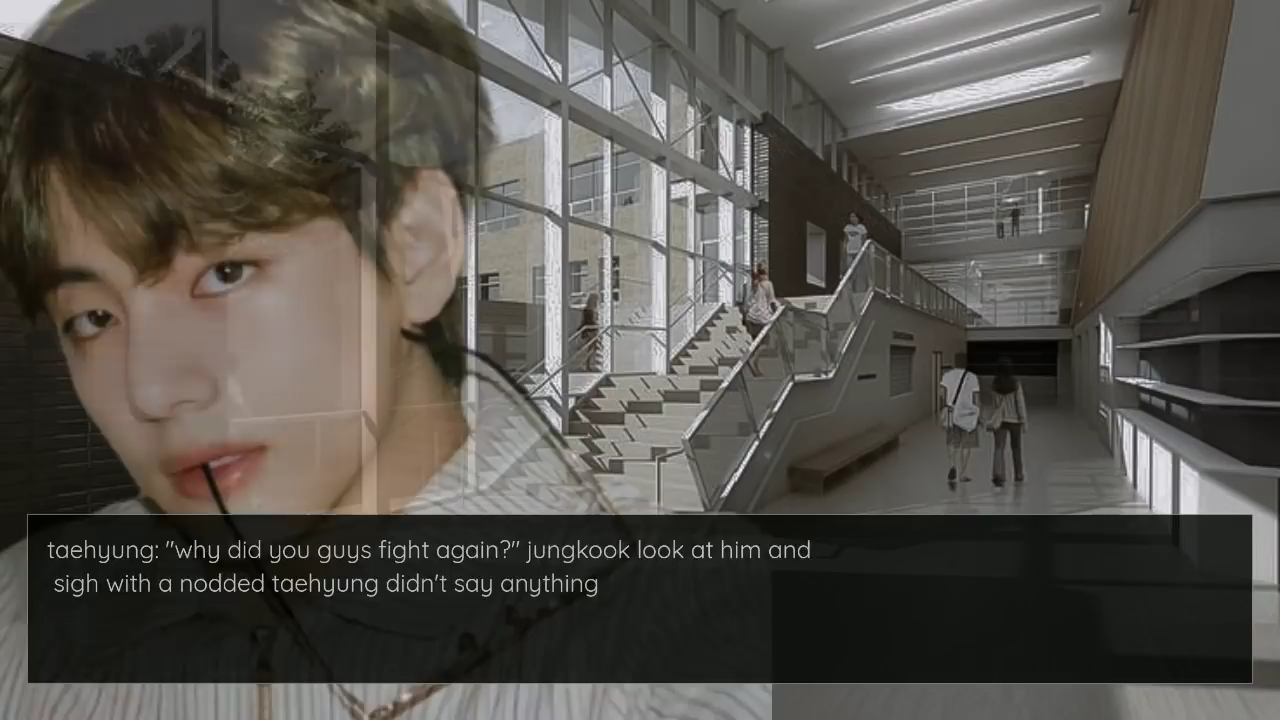 taehyung: "why did you guys fight again?" jungkook look at him and
sigh with a nodded taehyung didn't say anything